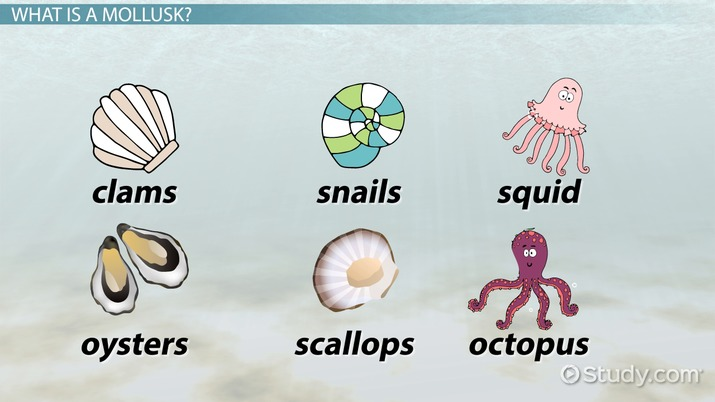 WHAT IS A MOLLUSK?
clams snails squid
oysters scallops octopus
Study.com